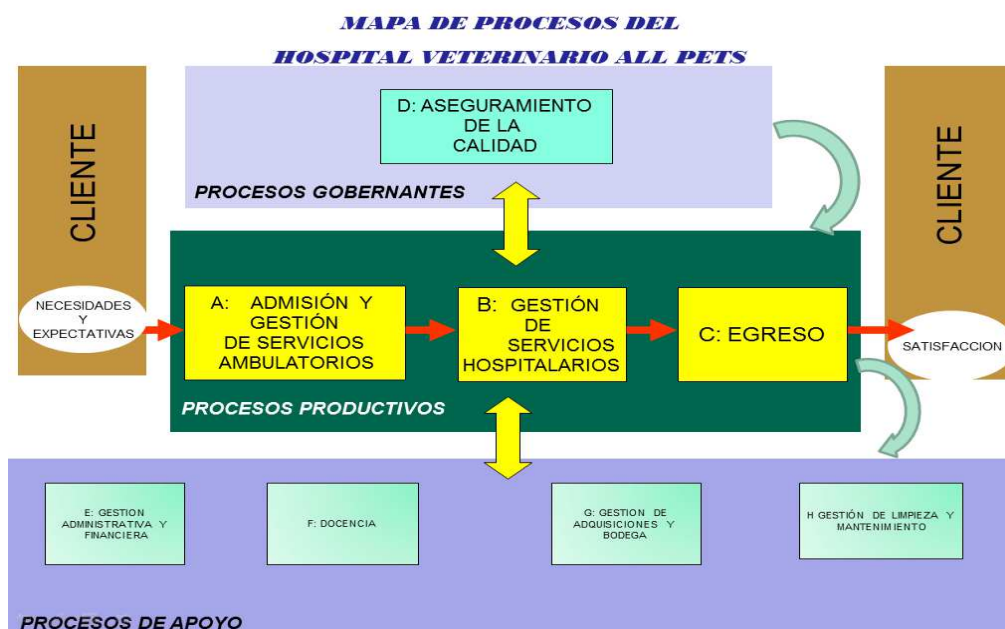 MAPA DE PROCESOS DEL
HOSPITAL VETERINARIO ALL PETS
CLIENTE
D: ASEGURAMIENTO
DE LA
CALIDAD
PROCESOS GOBERNANTES
CLIENTE
NECESIDADES
Y
EXPECTATIVAS
A: ADMISIÓN Y
GESTIÓN
DE SERVICIOS
AMBULATORIOS
B: GESTIÓN
DE
SERVICIOS
HOSPITALARIOS
C: EGRESO
SATISFACCION
PROCESOS PRODUCTIVOS
E: GESTION
ADMINISTRATIVA Y
FINANCIERA
F: DOCENCIA
G: GESTION DE
ADQUISICIONES Y
BODEGA
H GESTIÓN DE LIMPIEZA Y
MANTENIMIENTO
PROCESOS DE APOYO